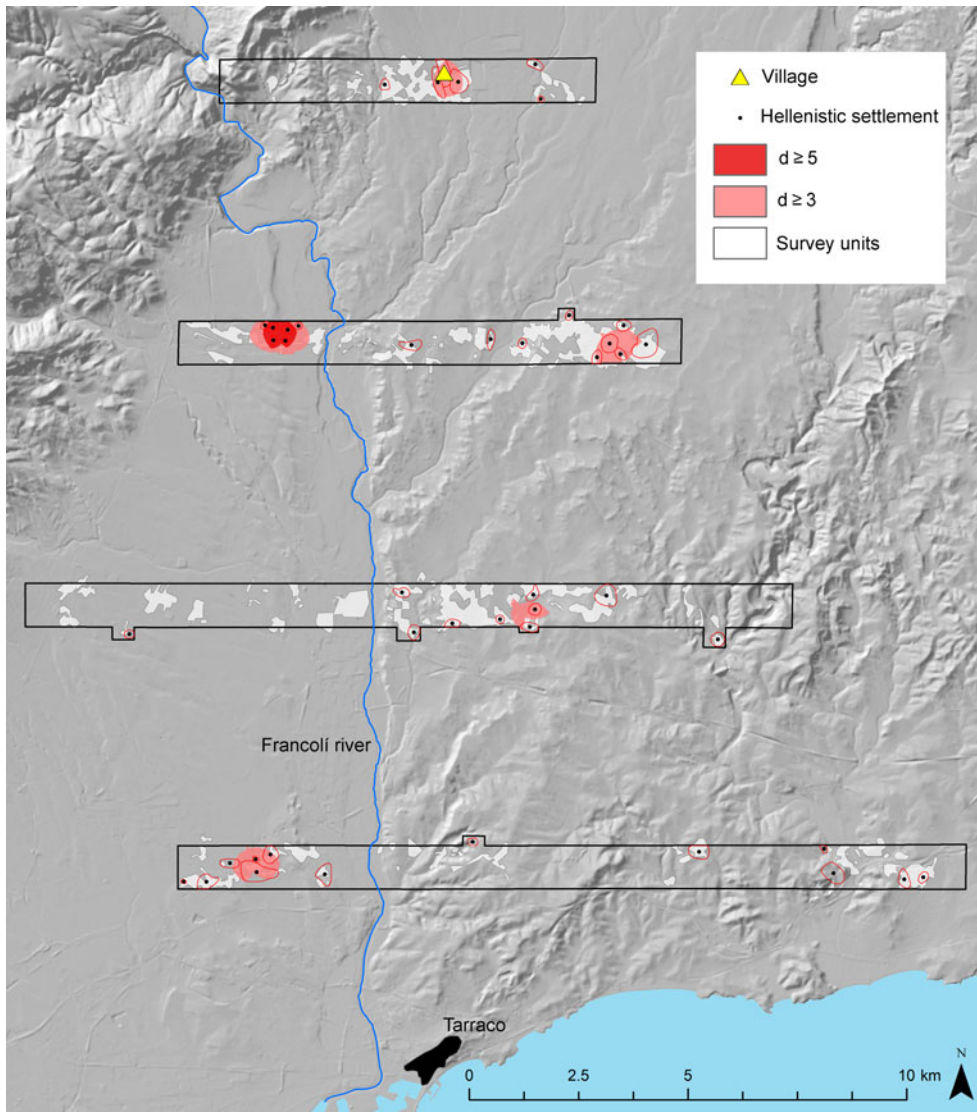 Village
Hellenistic settlement
d ≥ 5
d ≥ 3
Survey units
Francolí river
Tarraco
N
0 2.5 5 10 km